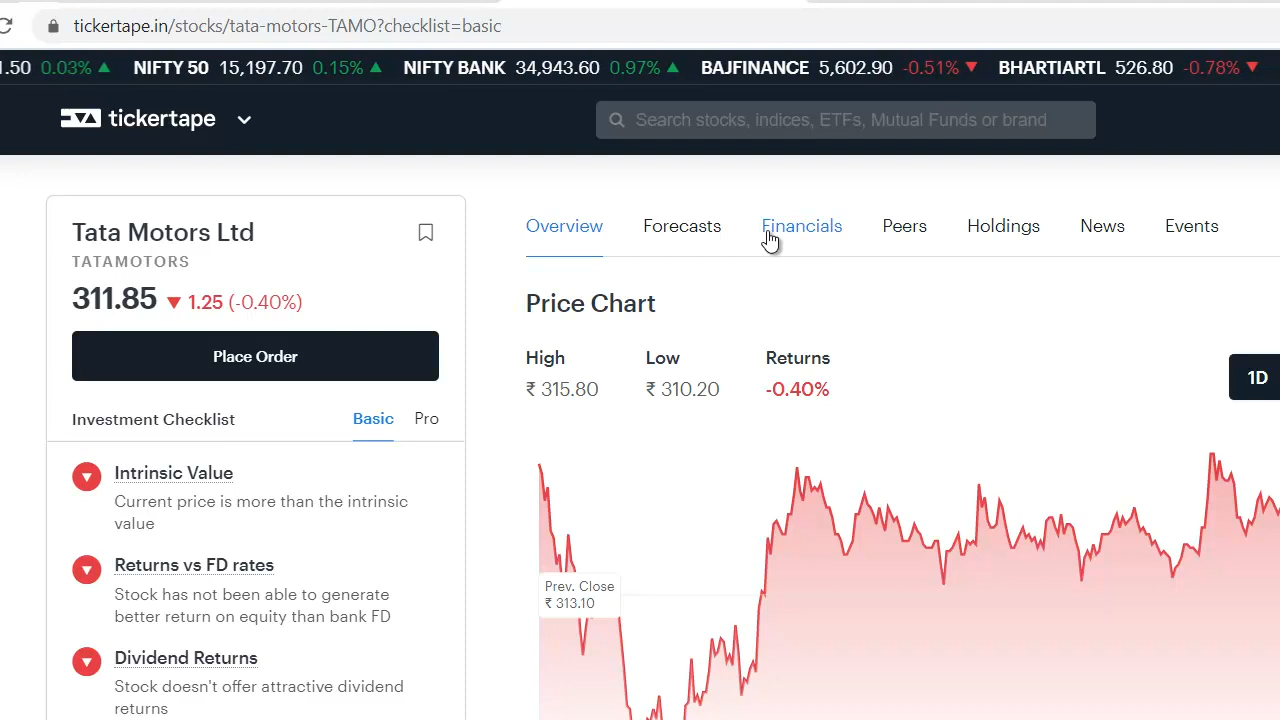 tickertape.in/stocks/tata-motors-TAMO?checklist=basic
1.50 0.03% ▲ NIFTY 50 15,197.70 0.15% ▲ NIFTY BANK 34,943.60 0.97% ▲ BAJFINANCE 5,602.90 -0.51% ▼ BHARTIARTL 526.80 -0.78% ▼
tickertape
Search stocks, indices, ETFs, Mutual Funds or brand
Tata Motors Ltd
TATAMOTORS
311.85 ▼ 1.25 (-0.40%)
Place Order
Investment Checklist Basic Pro
Intrinsic Value
Current price is more than the intrinsic
value
Returns vs FD rates
Stock has not been able to generate
better return on equity than bank FD
Dividend Returns
Stock doesn't offer attractive dividend
returns
Overview Forecasts Financials Peers Holdings News Events
Price Chart
High Low Returns
₹ 315.80 ₹ 310.20 -0.40%
1D
Prev. Close
₹ 313.10